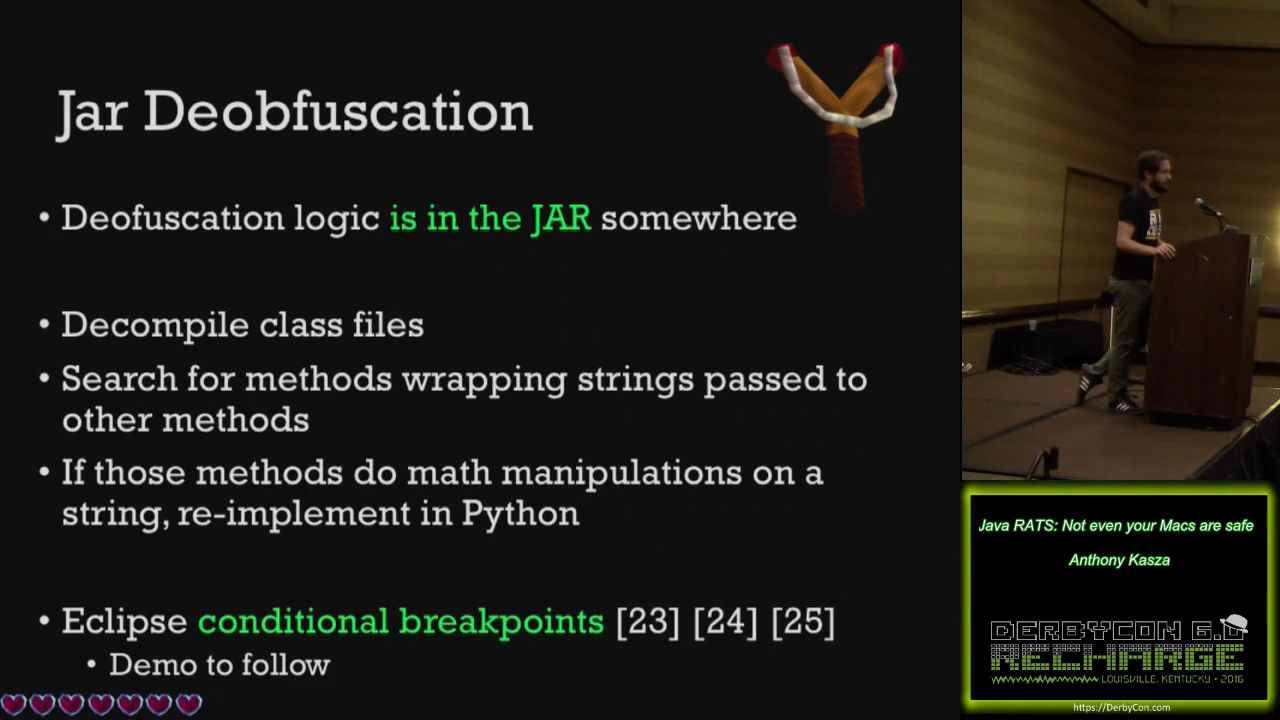 Jar Deobfuscation
• Deofuscation logic is in the JAR somewhere
• Decompile class files
• Search for methods wrapping strings passed to
other methods
• If those methods do math manipulations on a
string, re-implement in Python
• Eclipse conditional breakpoints [23] [24] [25]
• Demo to follow
Java RATS: Not even your Macs are safe
Anthony Kasza
DERBYCON 6.0
RECHARGE
LOUISVILLE, KENTUCKY • 2016
https://DerbyCon.com